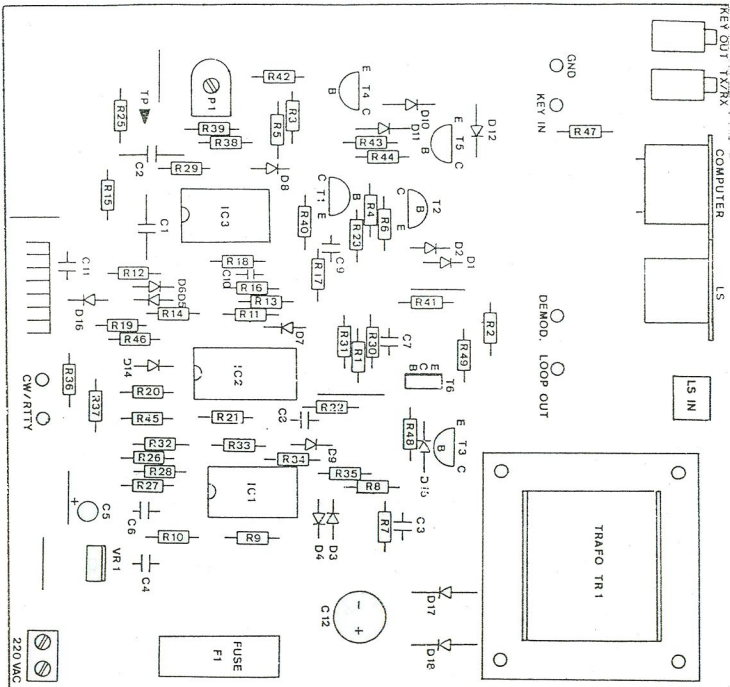 KEY OUT TX/RX
COMPUTER
LS
LS IN
GND
KEY IN
R47
DEMOD.
LOOP OUT
R42
P1
TP
R25
R39
R38
R3
R5
E
T4
B
C
D10
D11
D12
E
T5
B
C
R43
R44
C2
R29
D8
R15
C1
IC3
C
T1
B
E
R40
R4
R6
R23
C
T2
B
E
C9
R17
D2
D1
C11
R12
R18
C10
R16
R13
R11
D6
D5
D16
R14
R19
R46
D7
R41
R2
R31
R1
R30
C7
R49
D14
IC2
E
C
B
T6
R36
R37
CW/RTTY
R20
R45
R21
R22
R32
R33
R26
R28
R27
R34
D9
R48
E
T3
B
C
R35
R8
IC1
C5
+
C6
VR1
C4
R10
R9
D4
D3
R7
C3
C12
-
+
D17
D18
TRAFO TR1
220 VAC
FUSE
F1